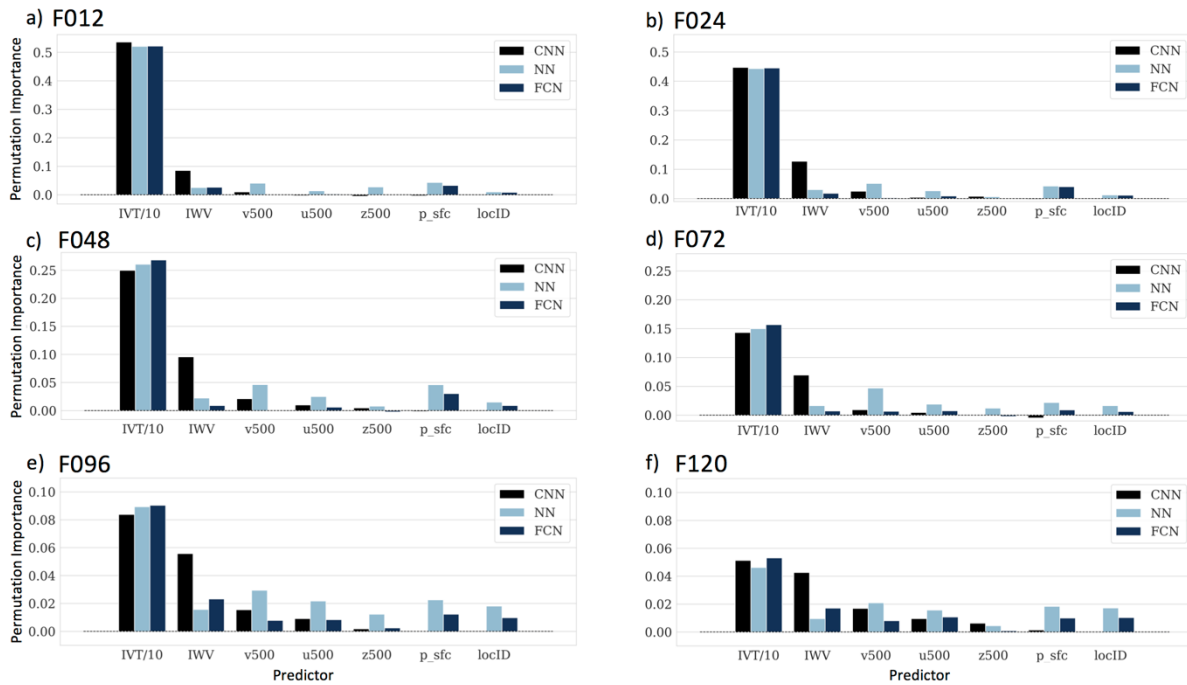 a) F012
Permutation Importance
0.5
0.4
0.3
0.2
0.1
0.0
CNN
NN
FCN
IVT/10 IWV v500 u500 z500 p_sfc locID
b) F024
0.5
0.4
0.3
0.2
0.1
0.0
CNN
NN
FCN
IVT/10 IWV v500 u500 z500 p_sfc locID
c) F048
Permutation Importance
0.25
0.20
0.15
0.10
0.05
0.00
CNN
NN
FCN
IVT/10 IWV v500 u500 z500 p_sfc locID
d) F072
0.25
0.20
0.15
0.10
0.05
0.00
CNN
NN
FCN
IVT/10 IWV v500 u500 z500 p_sfc locID
e) F096
Permutation Importance
0.10
0.08
0.06
0.04
0.02
0.00
CNN
NN
FCN
IVT/10 IWV v500 u500 z500 p_sfc locID
Predictor
f) F120
0.10
0.08
0.06
0.04
0.02
0.00
CNN
NN
FCN
IVT/10 IWV v500 u500 z500 p_sfc locID
Predictor